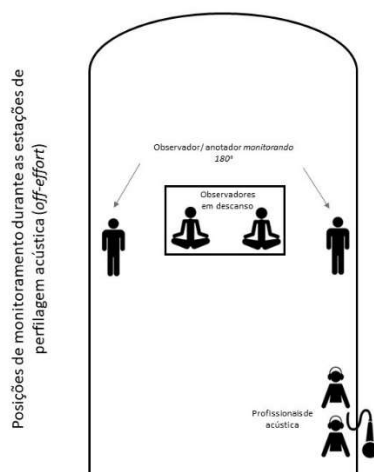 Posições de monitoramento durante as estações de
perfilagem acústica (off-effort)
Observador/ anotador monitorando
180°
Observadores
em descanso
Profissionais de
acústica